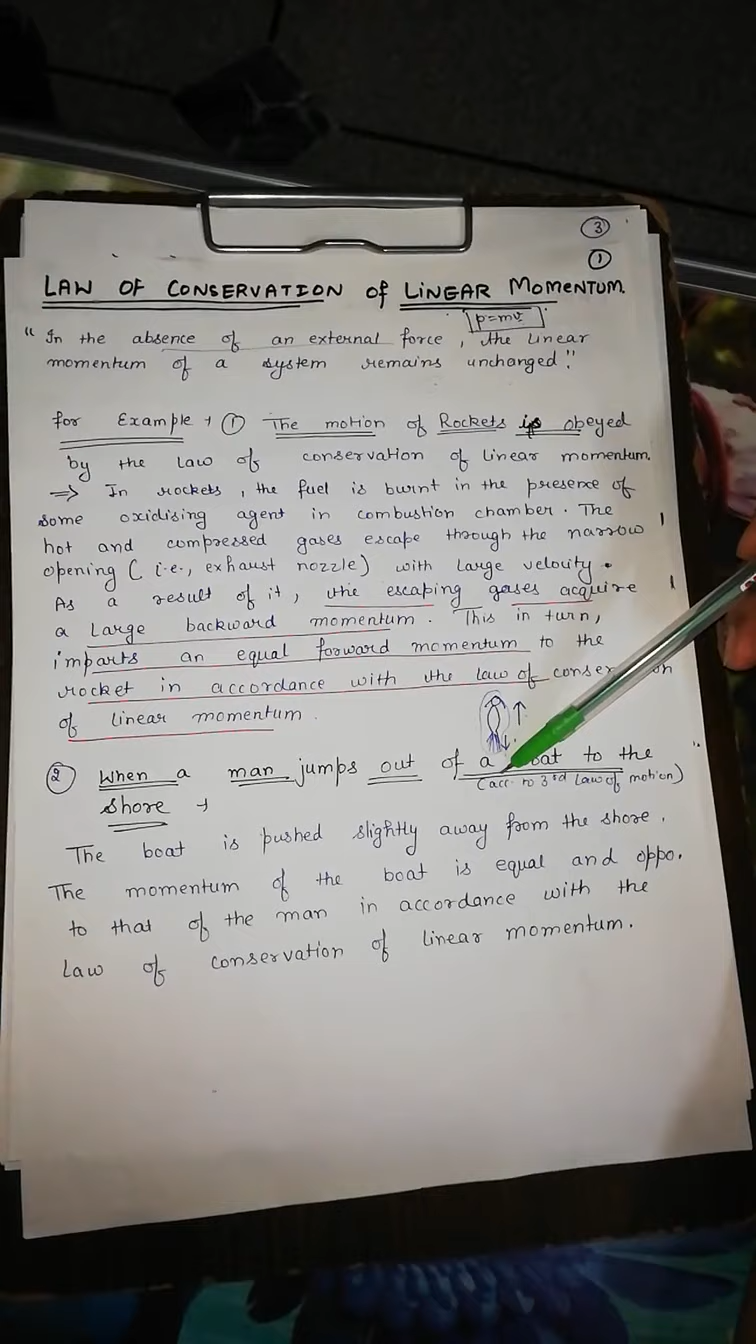 3
1
LAW OF CONSERVATION of LINEAR MOMENTUM.
p=mv
"In the absence of an external force, the linear
momentum of a system remains unchanged".
for Example → ① The motion of Rockets is obeyed
by the law of conservation of linear momentum.
⇒ In rockets, the fuel is burnt in the presence of
some oxidising agent in combustion chamber. The
hot and compressed gases escape through the narrow
opening (i.e., exhaust nozzle) with large velocity.
As a result of it, the escaping gases acquire
a large backward momentum. This in turn,
imparts an equal forward momentum to the
rocket in accordance with the law of
of linear momentum.
② When a man jumps out of a to the
(acc. to 3rd Law of motion)
shore →
The boat is pushed slightly away from the shore.
The momentum of the boat is equal and oppo.
to that of the man in accordance with the
Law of conservation of linear momentum.